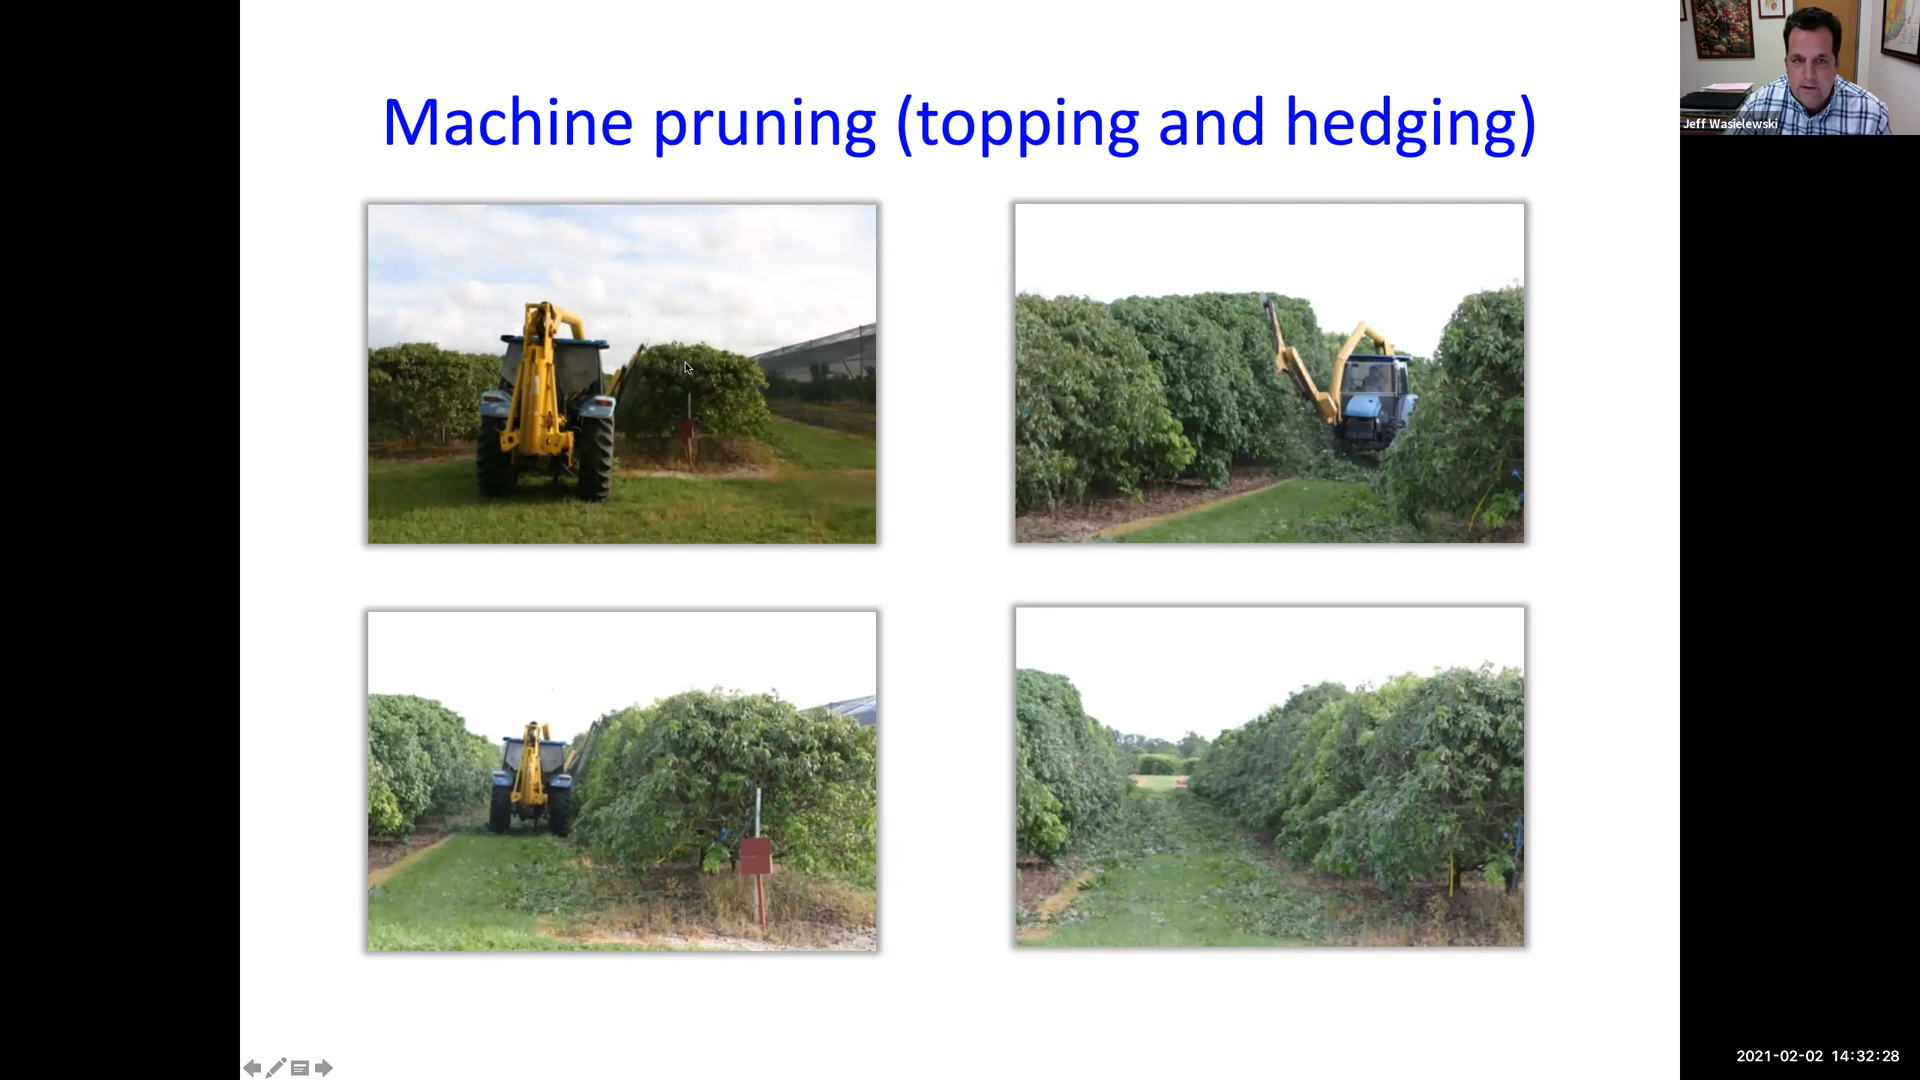 Machine pruning (topping and hedging)
Jeff Wasielewski
2021-02-02 14:32:28